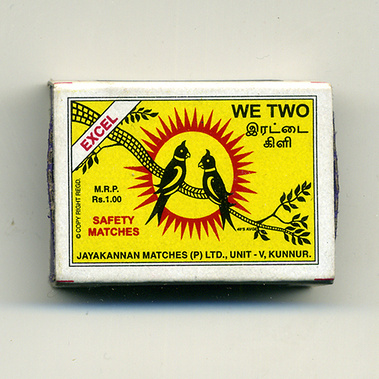 EXCEL
WE TWO
இரட்டை
கிளி
M.R.P.
Rs.1.00
© COPY RIGHT REGD.
SAFETY
MATCHES
JAYAKANNAN MATCHES (P) LTD., UNIT - V, KUNNUR.